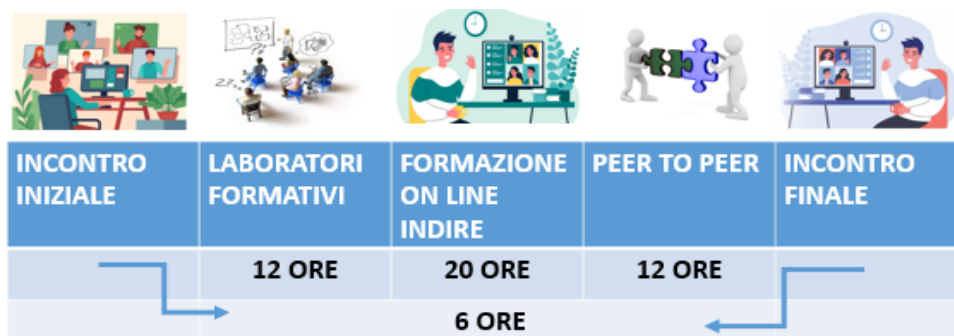 INCONTRO
INIZIALE
LABORATORI
FORMATIVI
FORMAZIONE
ON LINE
INDIRE
PEER TO PEER
INCONTRO
FINALE
12 ORE
20 ORE
12 ORE
6 ORE